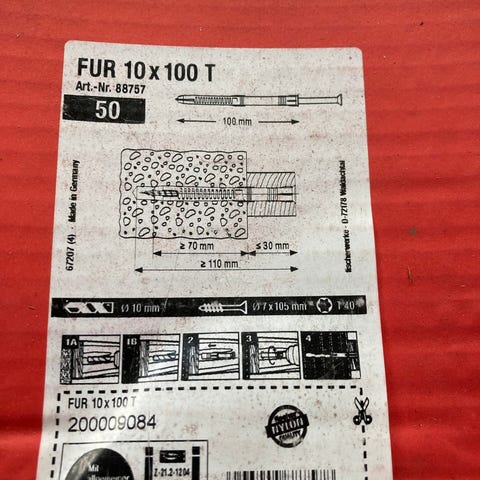 FUR 10 x 100 T
Art.-Nr. 88757
50
100 mm
67207 (4) · Made in Germany
fischerwerke · D-72178 Waldachtal
≥ 70 mm
≤ 30 mm
≥ 110 mm
Ø 10 mm
Ø 7 x 105 mm
T 40
1A
1B
2
3
4
FUR 10 x 100 T
200009084
NYLON
Mit
allgemeiner
Z-21.2-1204